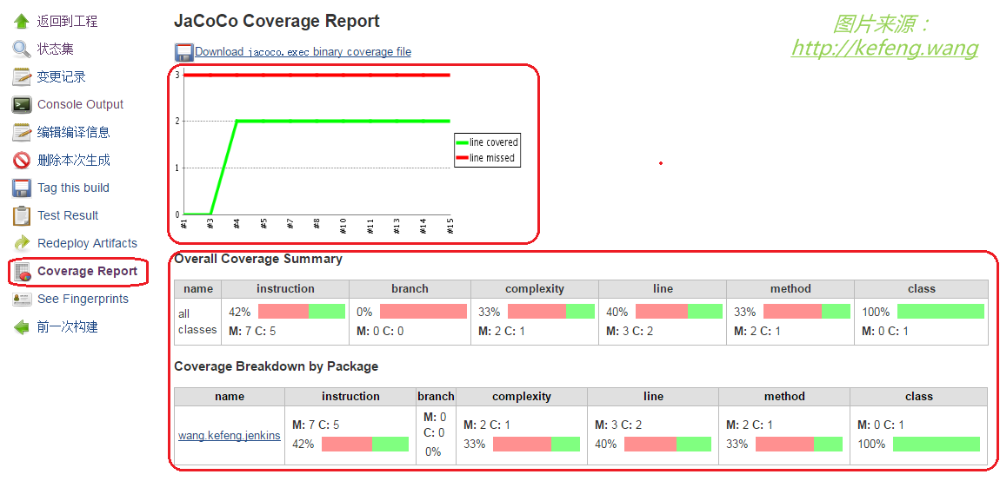 返回到工程
状态集
变更记录
Console Output
编辑编译信息
删除本次生成
Tag this build
Test Result
Redeploy Artifacts
Coverage Report
See Fingerprints
前一次构建
JaCoCo Coverage Report
图片来源：
http://kefeng.wang
Download jacoco.exec binary coverage file
3
2
1
0
#1 #3 #4 #5 #7 #8 #10 #11 #13 #14 #15
line covered
line missed
Overall Coverage Summary
name instruction branch complexity line method class
all classes 42% 0% 33% 40% 33% 100%
M: 7 C: 5 M: 0 C: 0 M: 2 C: 1 M: 3 C: 2 M: 2 C: 1 M: 0 C: 1
Coverage Breakdown by Package
name instruction branch complexity line method class
wang.kefeng.jenkins M: 7 C: 5 M: 0 C: 0 M: 2 C: 1 M: 3 C: 2 M: 2 C: 1 M: 0 C: 1
42% 0% 33% 40% 33% 100%